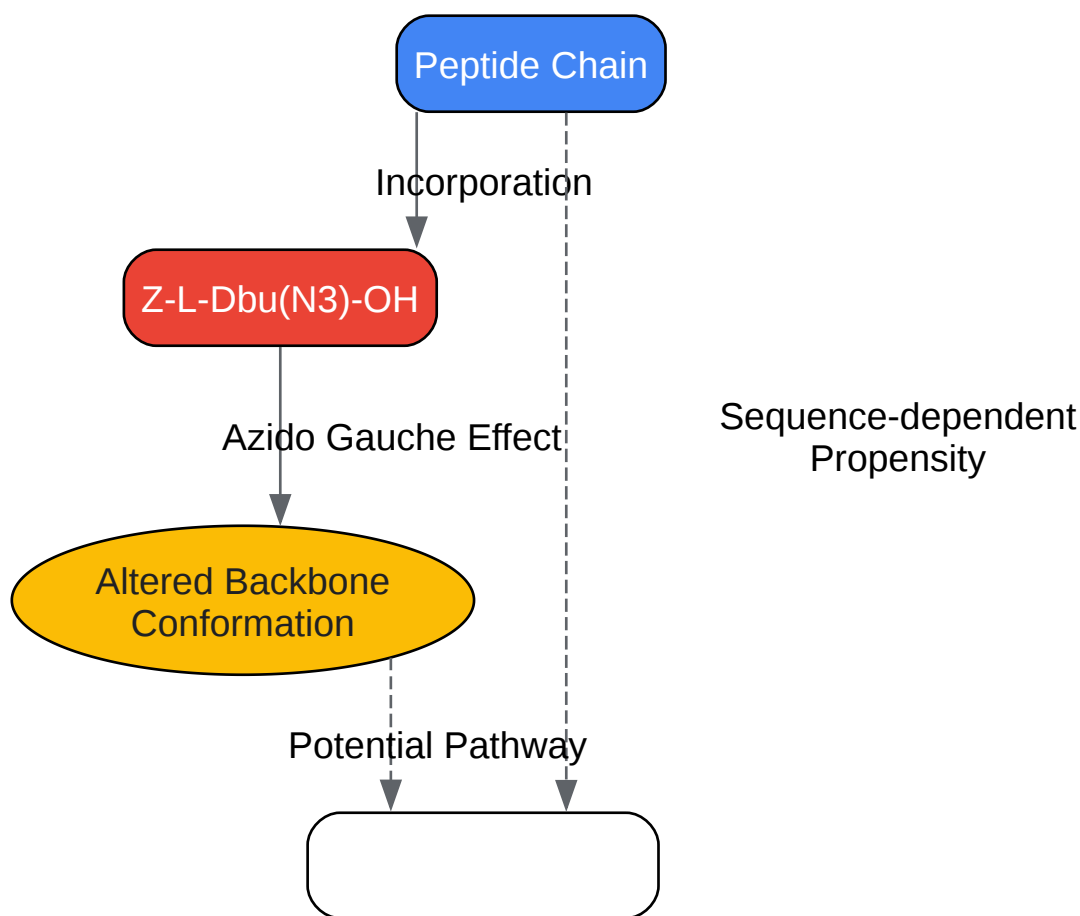 Peptide Chain
Incorporation
Z-L-Dbu(N3)-OH
Azido Gauche Effect
Sequence-dependent
Propensity
Altered Backbone
Conformation
Potential Pathway